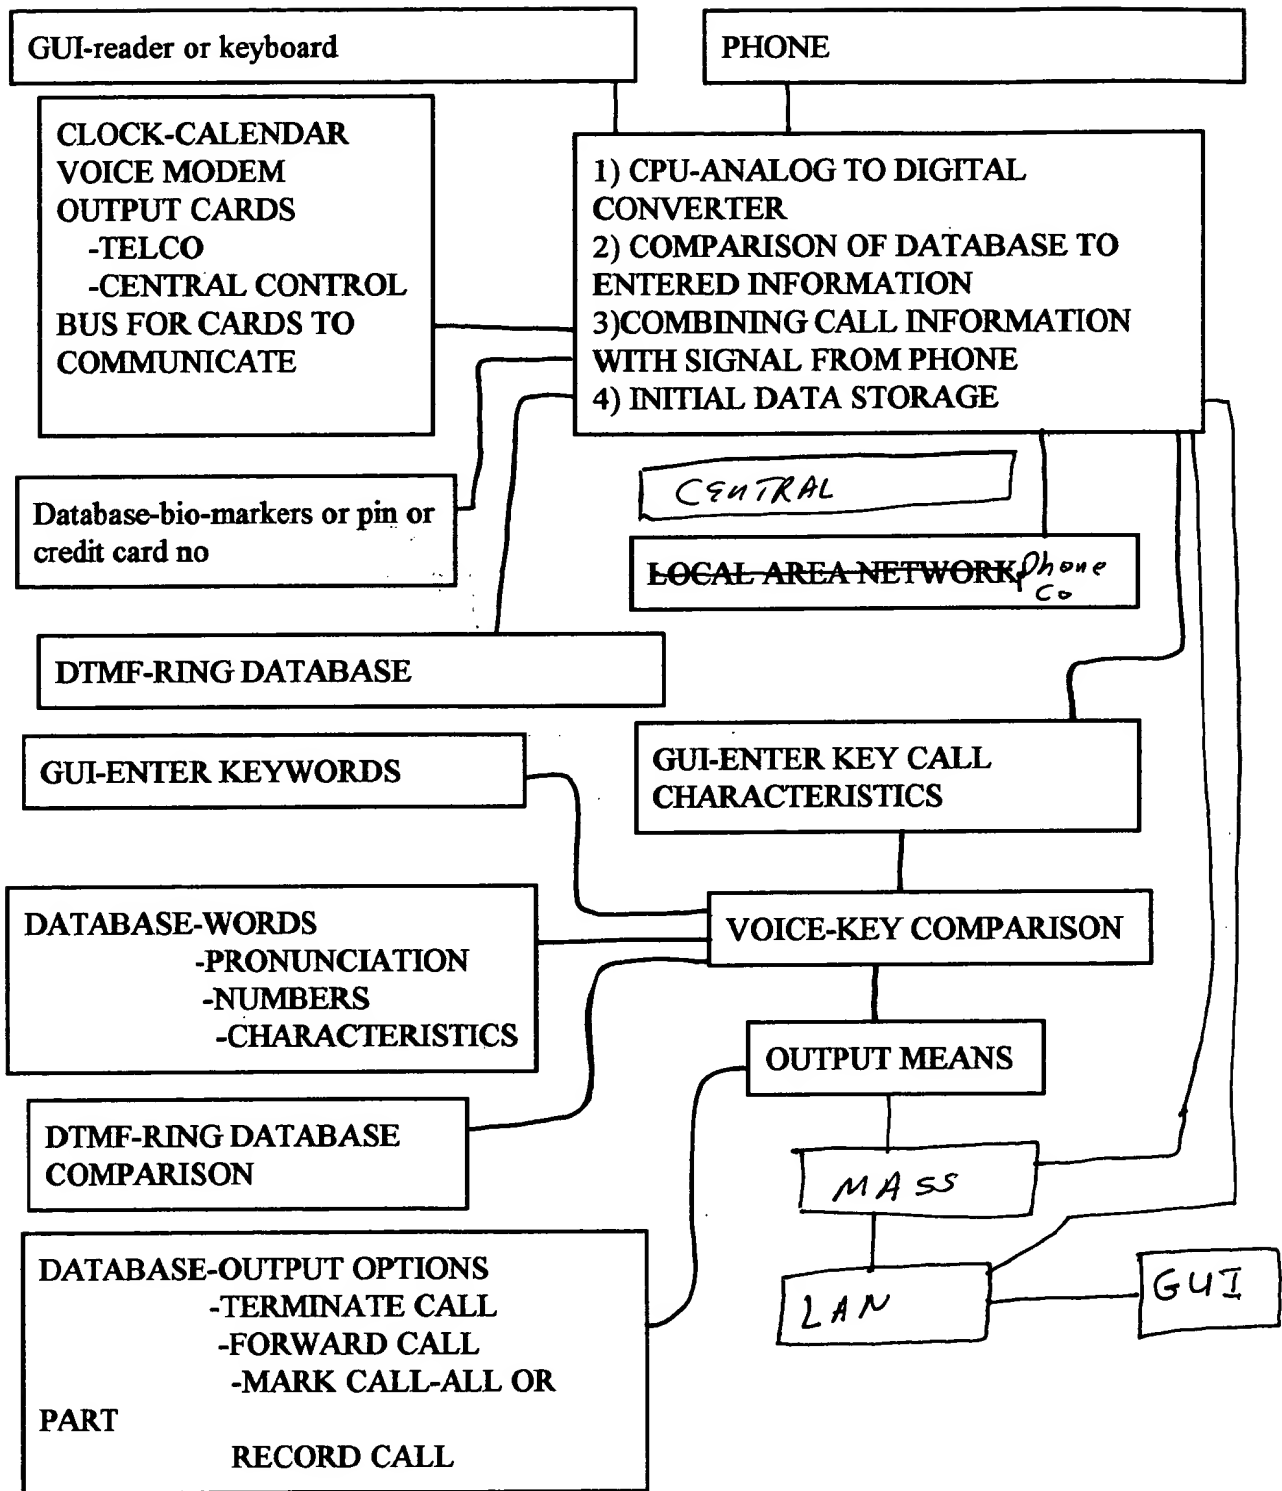 GUI-reader or keyboard
PHONE
CLOCK-CALENDAR
VOICE MODEM
OUTPUT CARDS
-TELCO
-CENTRAL CONTROL
BUS FOR CARDS TO
COMMUNICATE
1) CPU-ANALOG TO DIGITAL
CONVERTER
2) COMPARISON OF DATABASE TO
ENTERED INFORMATION
3)COMBINING CALL INFORMATION
WITH SIGNAL FROM PHONE
4) INITIAL DATA STORAGE
CENTRAL
Database-bio-markers or pin or
credit card no
LOCAL AREA NETWORK Phone
Co
DTMF-RING DATABASE
GUI-ENTER KEYWORDS
GUI-ENTER KEY CALL
CHARACTERISTICS
DATABASE-WORDS
-PRONUNCIATION
-NUMBERS
-CHARACTERISTICS
VOICE-KEY COMPARISON
OUTPUT MEANS
DTMF-RING DATABASE
COMPARISON
MASS
DATABASE-OUTPUT OPTIONS
-TERMINATE CALL
-FORWARD CALL
-MARK CALL-ALL OR
PART
RECORD CALL
LAN
GUI